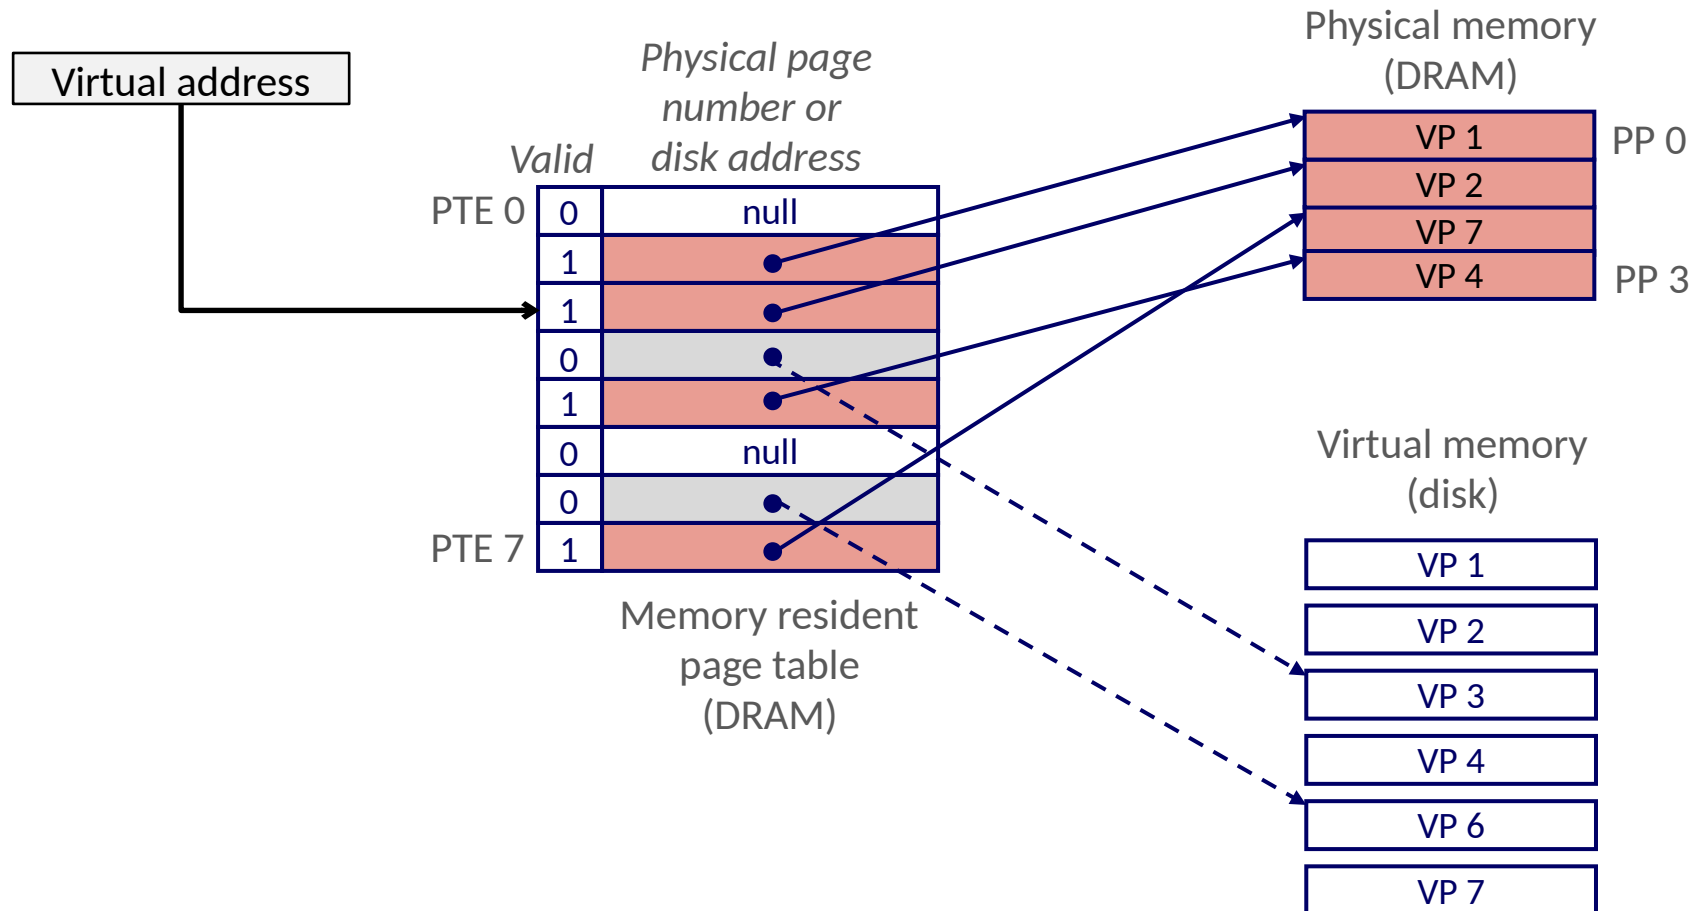 Virtual address
Physical page
number or
disk address
Valid
PTE 0
0
null
1
1
0
1
0
null
0
PTE 7
1
Memory resident
page table
(DRAM)
Physical memory
(DRAM)
VP 1
PP 0
VP 2
VP 7
VP 4
PP 3
Virtual memory
(disk)
VP 1
VP 2
VP 3
VP 4
VP 6
VP 7